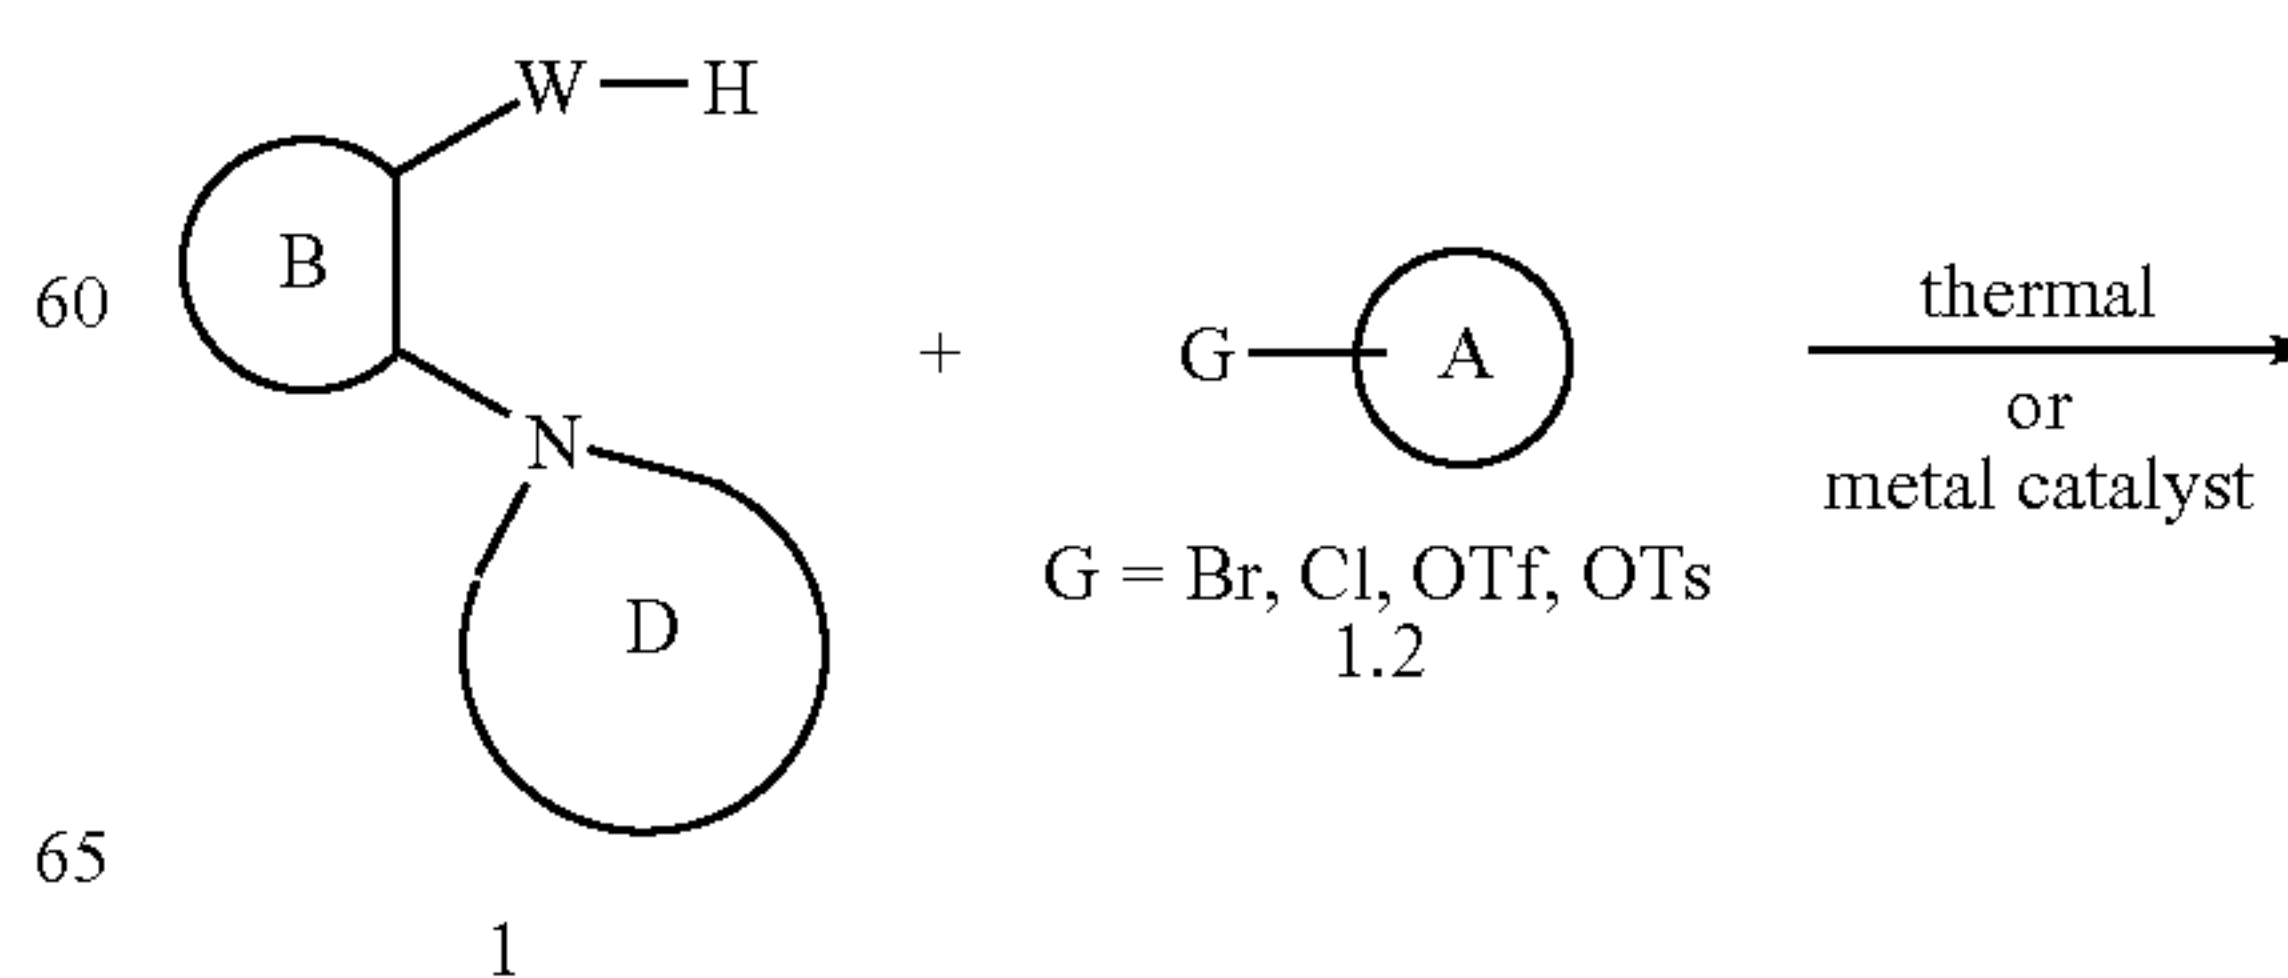 W—H
B
60
+
G—A
thermal
or
metal catalyst
N
G = Br, Cl, OTf, OTs
1.2
D
65
1